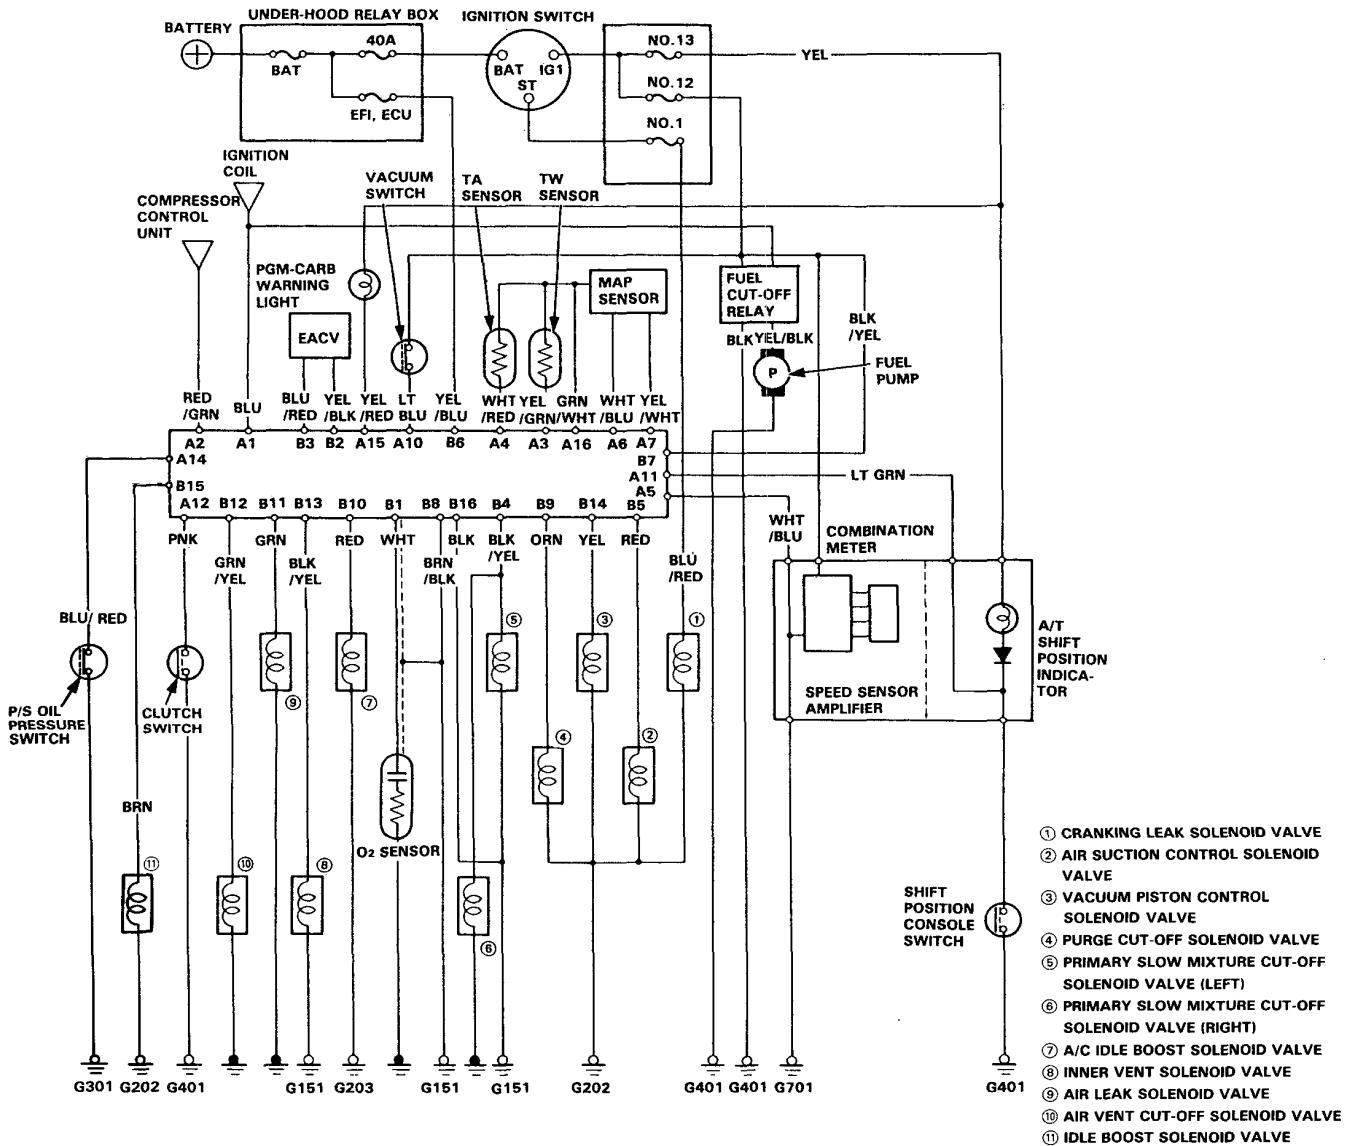 UNDER-HOOD RELAY BOX
IGNITION SWITCH
BATTERY
40A
BAT
EFI, ECU
BAT
IG1
ST
NO.13
NO.12
NO.1
YEL
IGNITION
COIL
COMPRESSOR
CONTROL
UNIT
VACUUM
SWITCH
TA
SENSOR
TW
SENSOR
PGM-CARB
WARNING
LIGHT
EACV
MAP
SENSOR
FUEL
CUT-OFF
RELAY
BLK
YEL/BLK
BLK
/YEL
P
FUEL
PUMP
RED
/GRN
BLU
BLU
/RED
YEL
/BLK
YEL
/RED
LT
BLU
YEL
/BLU
WHT
/RED
YEL
/GRN
GRN
/WHT
WHT
/BLU
YEL
/WHT
A2
A1
B3
B2
A15
A10
B6
A4
A3
A16
A6
A7
A14
B15
B7
A11
A5
A12
B12
B11
B13
B10
B1
B8
B16
B4
B9
B14
B5
LT GRN
PNK
GRN
/YEL
GRN
BLK
/YEL
RED
WHT
BRN
/BLK
BLK
BLK
/YEL
ORN
YEL
RED
BLU
/RED
WHT
/BLU
COMBINATION
METER
BLU/ RED
P/S OIL
PRESSURE
SWITCH
CLUTCH
SWITCH
⑨
⑦
⑤
③
①
④
②
SPEED SENSOR
AMPLIFIER
A/T
SHIFT
POSITION
INDICA-
TOR
BRN
O2 SENSOR
⑪
⑩
⑧
⑥
SHIFT
POSITION
CONSOLE
SWITCH
G301
G202
G401
G151
G203
G151
G151
G202
G401
G401
G701
G401
① CRANKING LEAK SOLENOID VALVE
② AIR SUCTION CONTROL SOLENOID
VALVE
③ VACUUM PISTON CONTROL
SOLENOID VALVE
④ PURGE CUT-OFF SOLENOID VALVE
⑤ PRIMARY SLOW MIXTURE CUT-OFF
SOLENOID VALVE (LEFT)
⑥ PRIMARY SLOW MIXTURE CUT-OFF
SOLENOID VALVE (RIGHT)
⑦ A/C IDLE BOOST SOLENOID VALVE
⑧ INNER VENT SOLENOID VALVE
⑨ AIR LEAK SOLENOID VALVE
⑩ AIR VENT CUT-OFF SOLENOID VALVE
⑪ IDLE BOOST SOLENOID VALVE